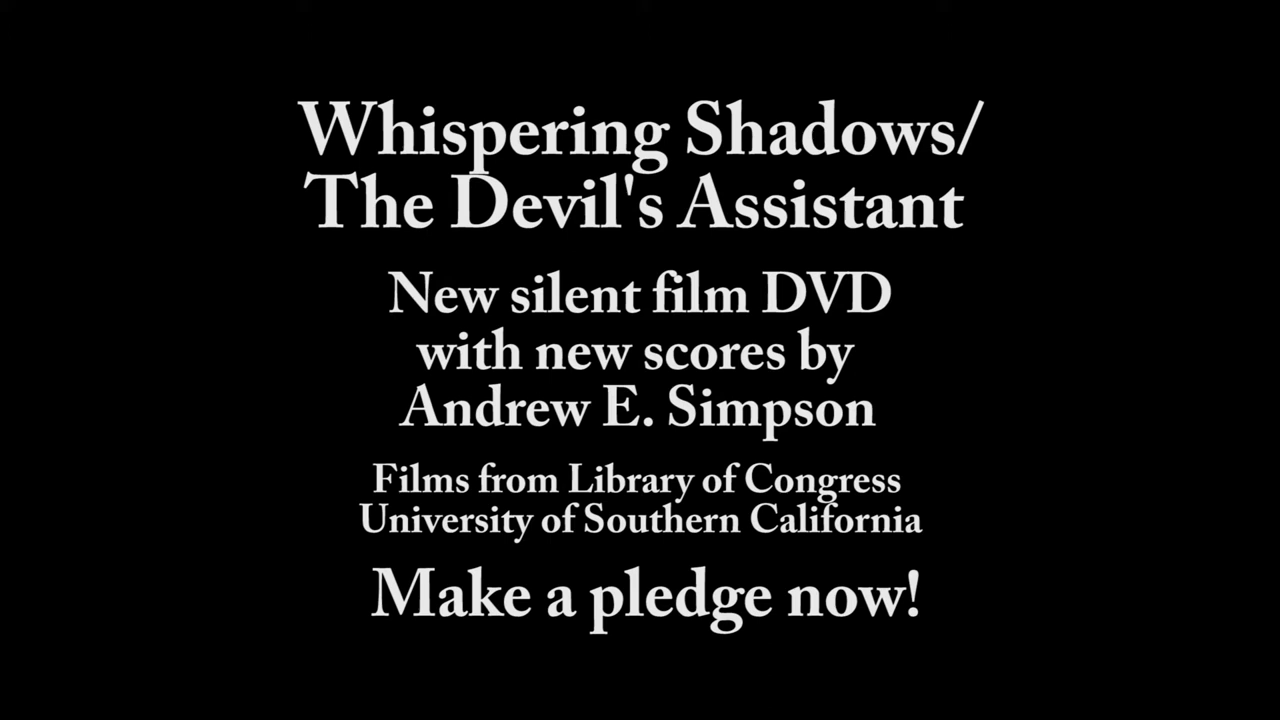 Whispering Shadows/
The Devil's Assistant
New silent film DVD
with new scores by
Andrew E. Simpson
Films from Library of Congress
University of Southern California
Make a pledge now!